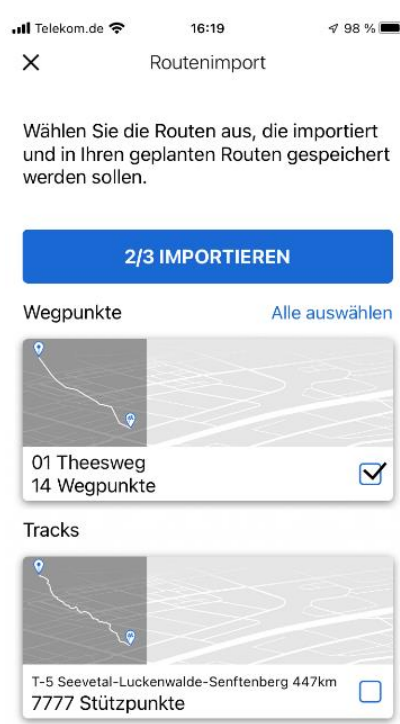 Telekom.de 16:19 98 %
Routenimport
Wählen Sie die Routen aus, die importiert
und in Ihren geplanten Routen gespeichert
werden sollen.
2/3 IMPORTIEREN
Wegpunkte Alle auswählen
01 Theesweg
14 Wegpunkte
Tracks
T-5 Seevetal-Luckenwalde-Senftenberg 447km
7777 Stützpunkte